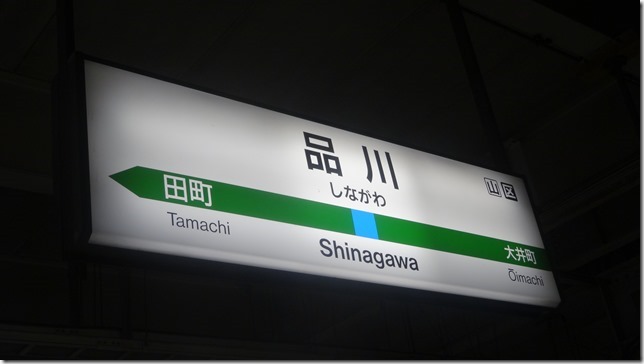 品川
しながわ
山 区
田町
大井町
Tamachi
Shinagawa
Ōimachi